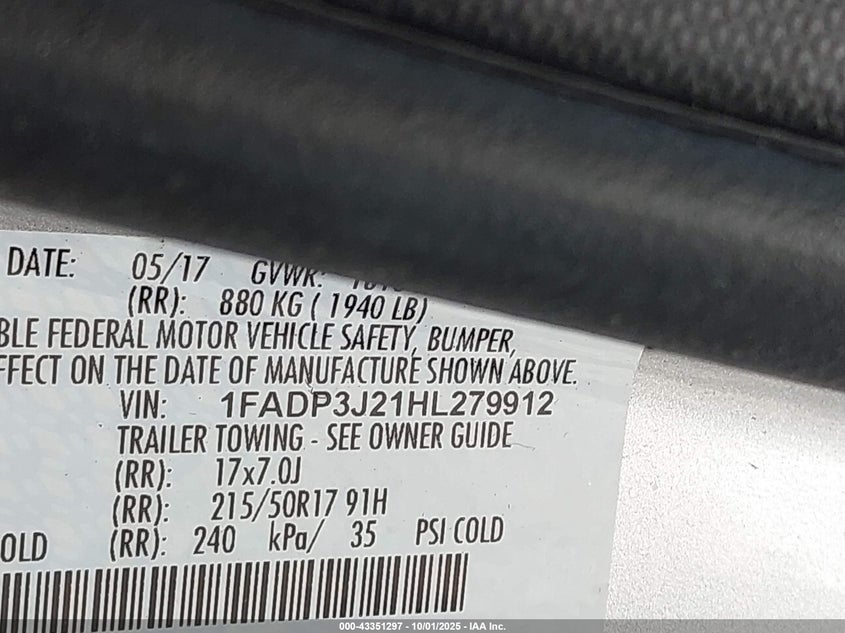 DATE: 05/17 GVWR:
(RR): 880 KG ( 1940 LB)
BLE FEDERAL MOTOR VEHICLE SAFETY, BUMPER,
FFECT ON THE DATE OF MANUFACTURE SHOWN ABOVE.
VIN: 1FADP3J21HL279912
TRAILER TOWING - SEE OWNER GUIDE
(RR): 17x7.0J
(RR): 215/50R17 91H
OLD (RR): 240 kPa/ 35 PSI COLD
000-43351297 - 10/01/2025 - IAA Inc.